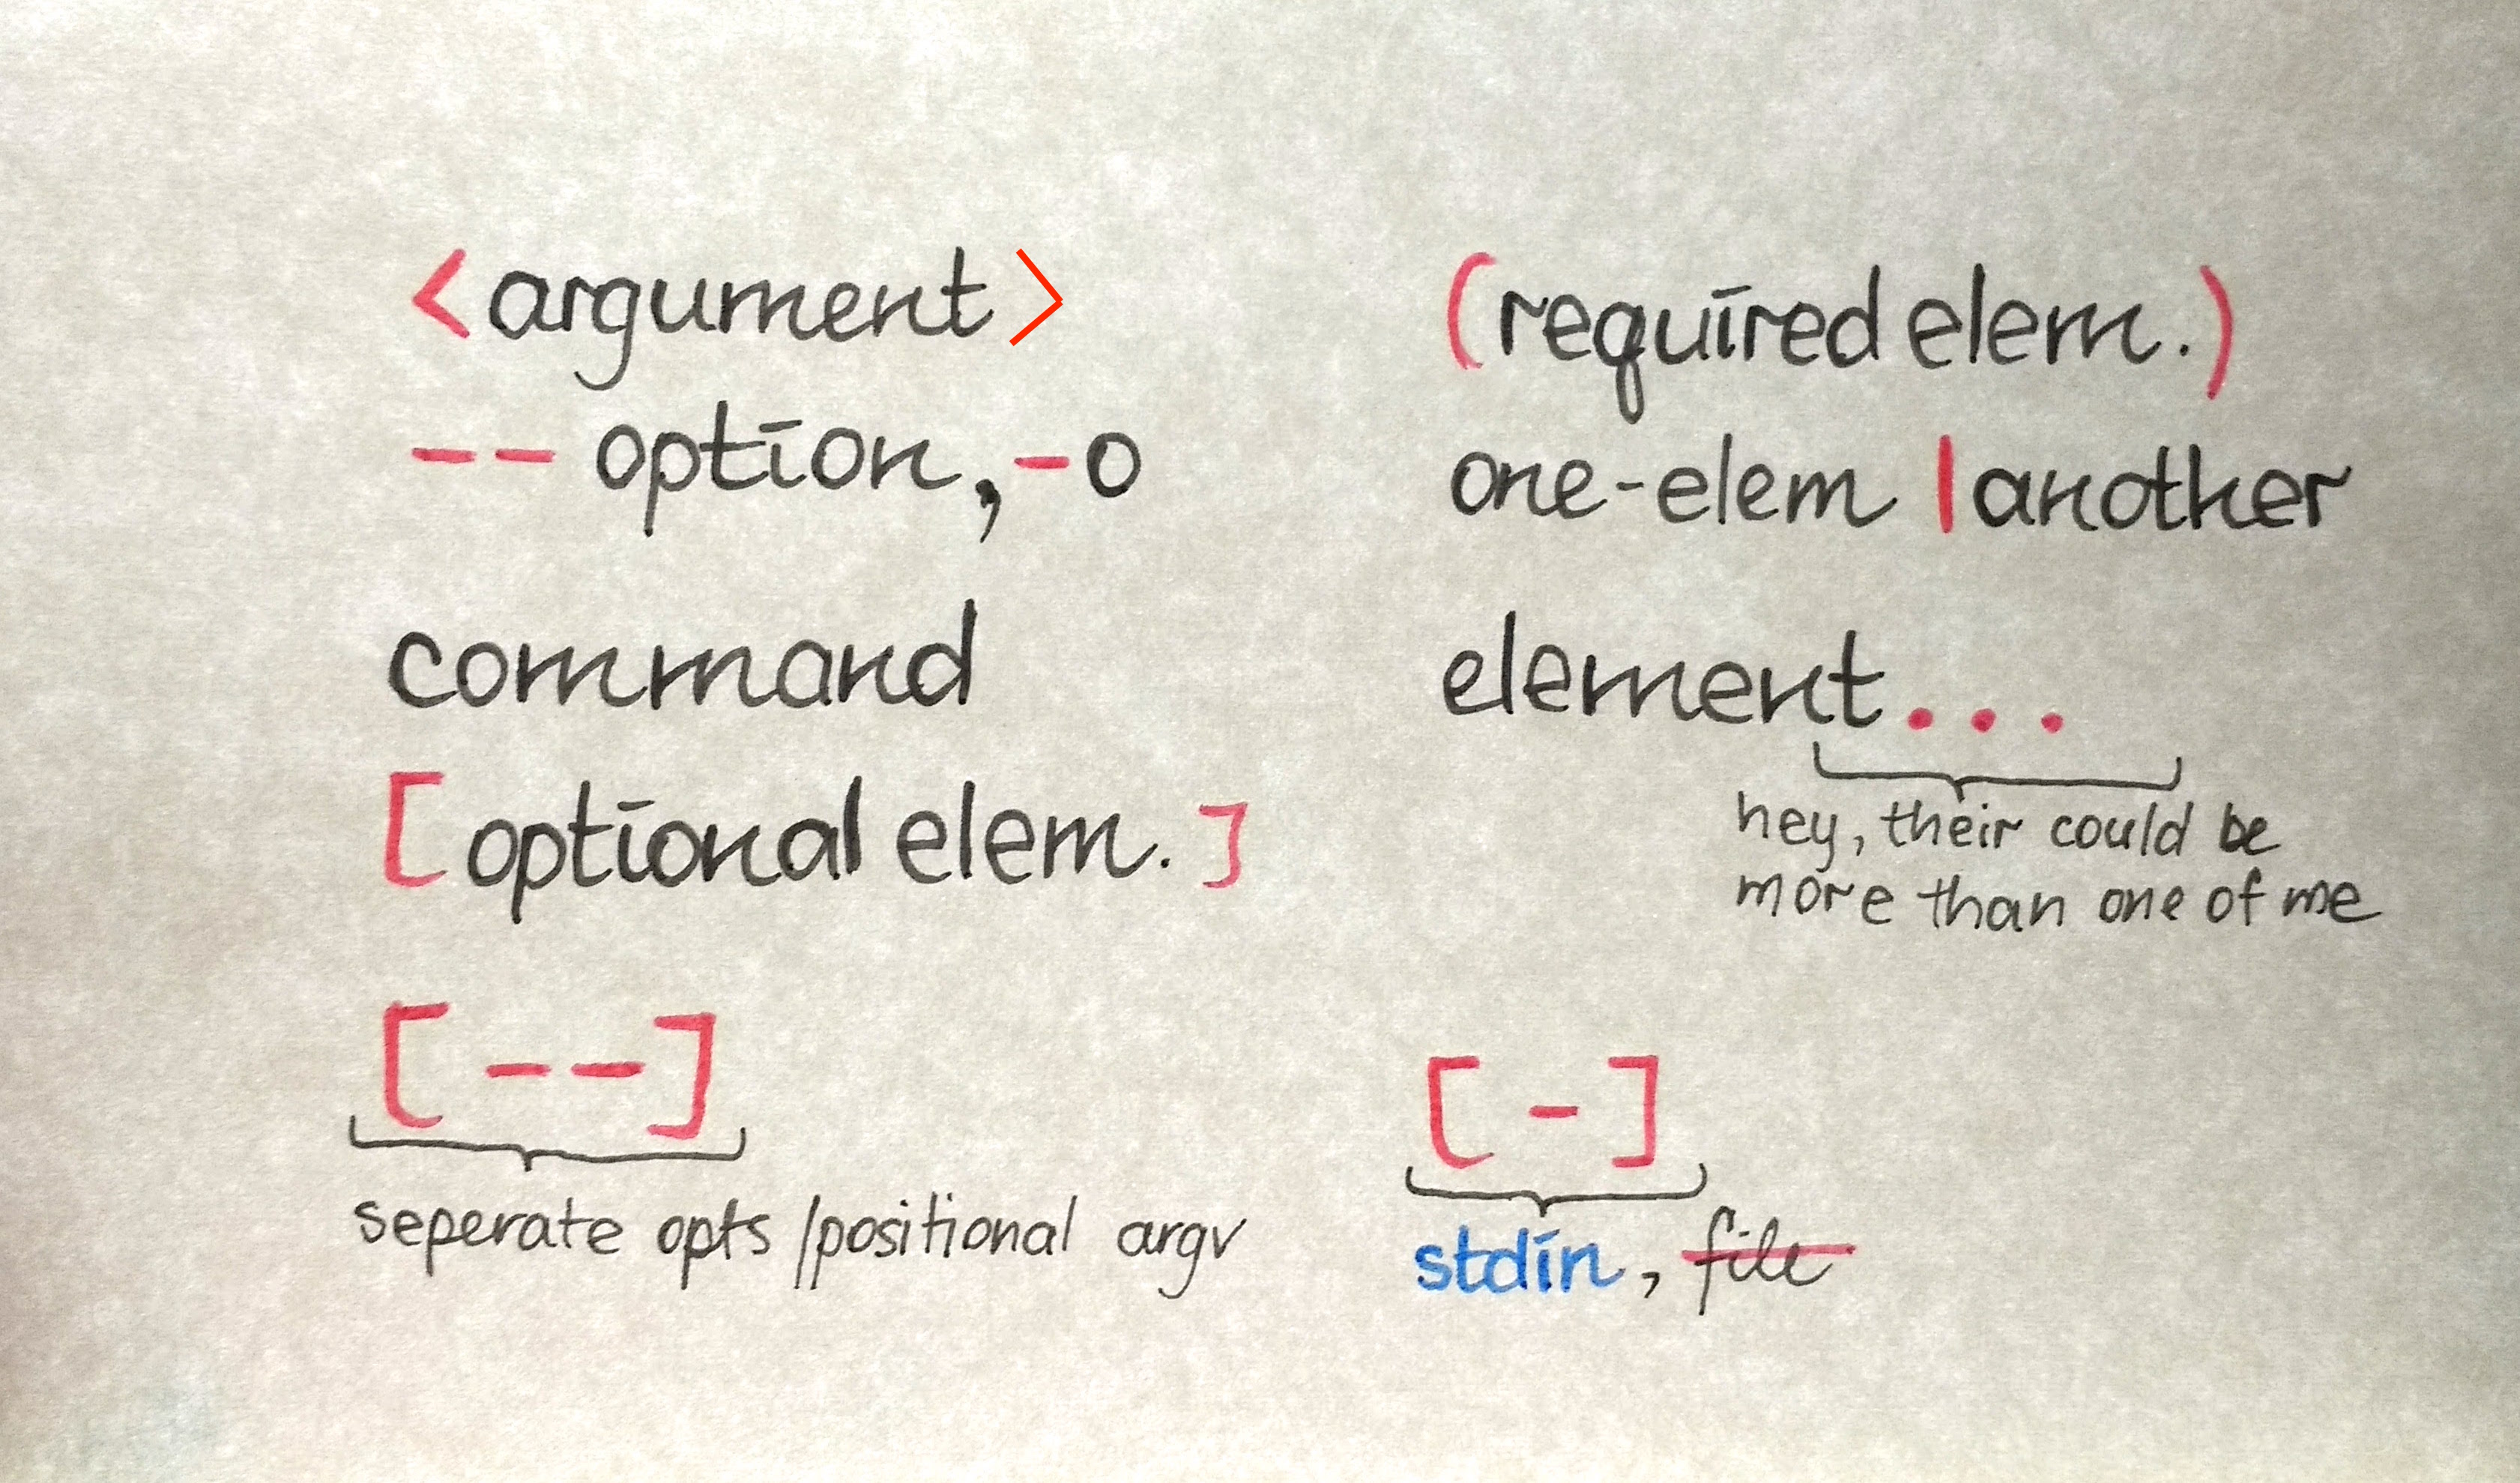 <argument>
--option, -o
command
[optional elem.]
[--]
seperate opts/positional argv
(required elem.)
one-elem |another
element...
hey, their could be
more than one of me
[-]
stdin, file